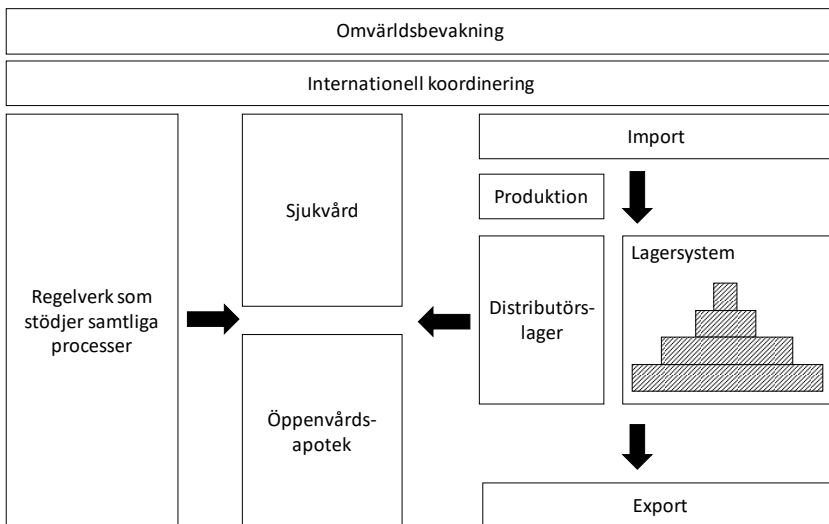 Omvärldsbevakning
Internationell koordinering
Regelverk som
stödjer samtliga
processer
Sjukvård
Öppenvårds-
apotek
Import
Produktion
Distributörs-
lager
Lagersystem
Export